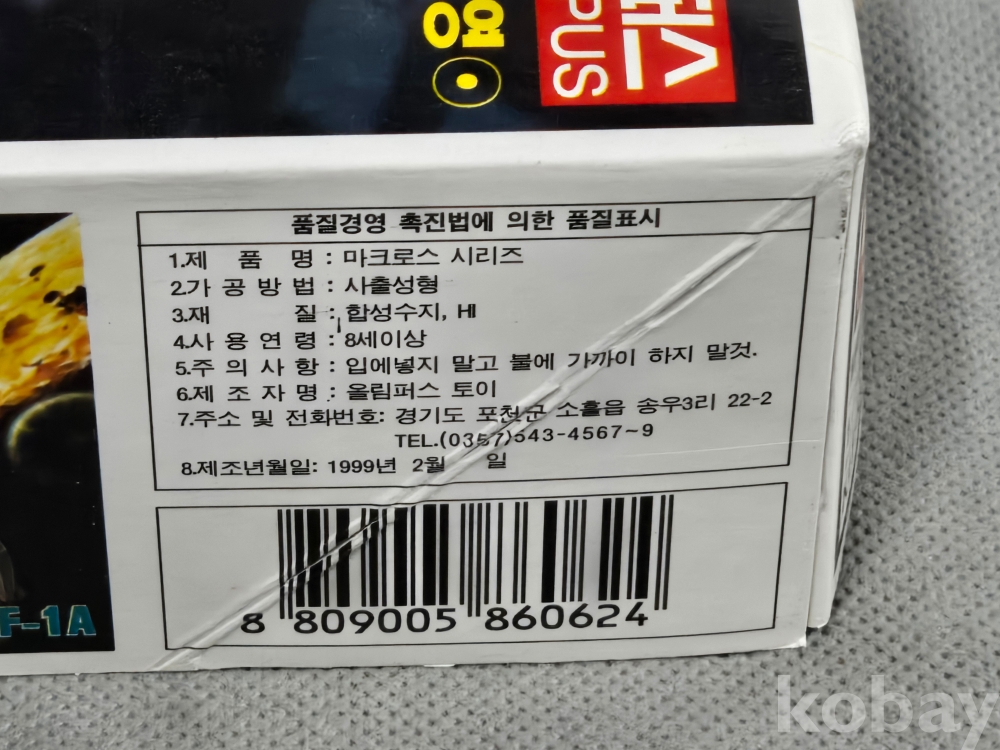 영
퍼스
PUS
품질경영 촉진법에 의한 품질표시
1.제 품 명 : 마크로스 시리즈
2.가 공 방 법 : 사출성형
3.재 질 : 합성수지, HI
4.사 용 연 령 : 8세이상
5.주 의 사 항 : 입에넣지 말고 불에 가까이 하지 말것.
6.제 조 자 명 : 올림퍼스 토이
7.주소 및 전화번호: 경기도 포천군 소흘읍 송우3리 22-2
TEL.(0357)543-4567~9
8.제조년월일: 1999년 2월 일
F-1A
8 809005 860624
kobay